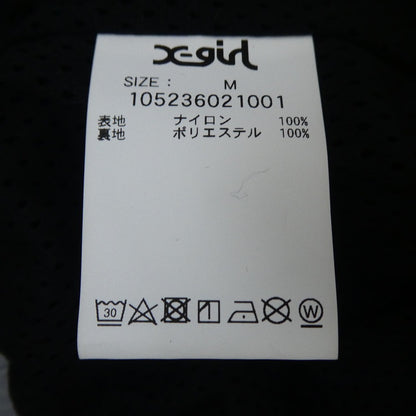 X-girl
SIZE : M
105236021001
表地 ナイロン 100%
裏地 ポリエステル 100%
30 W